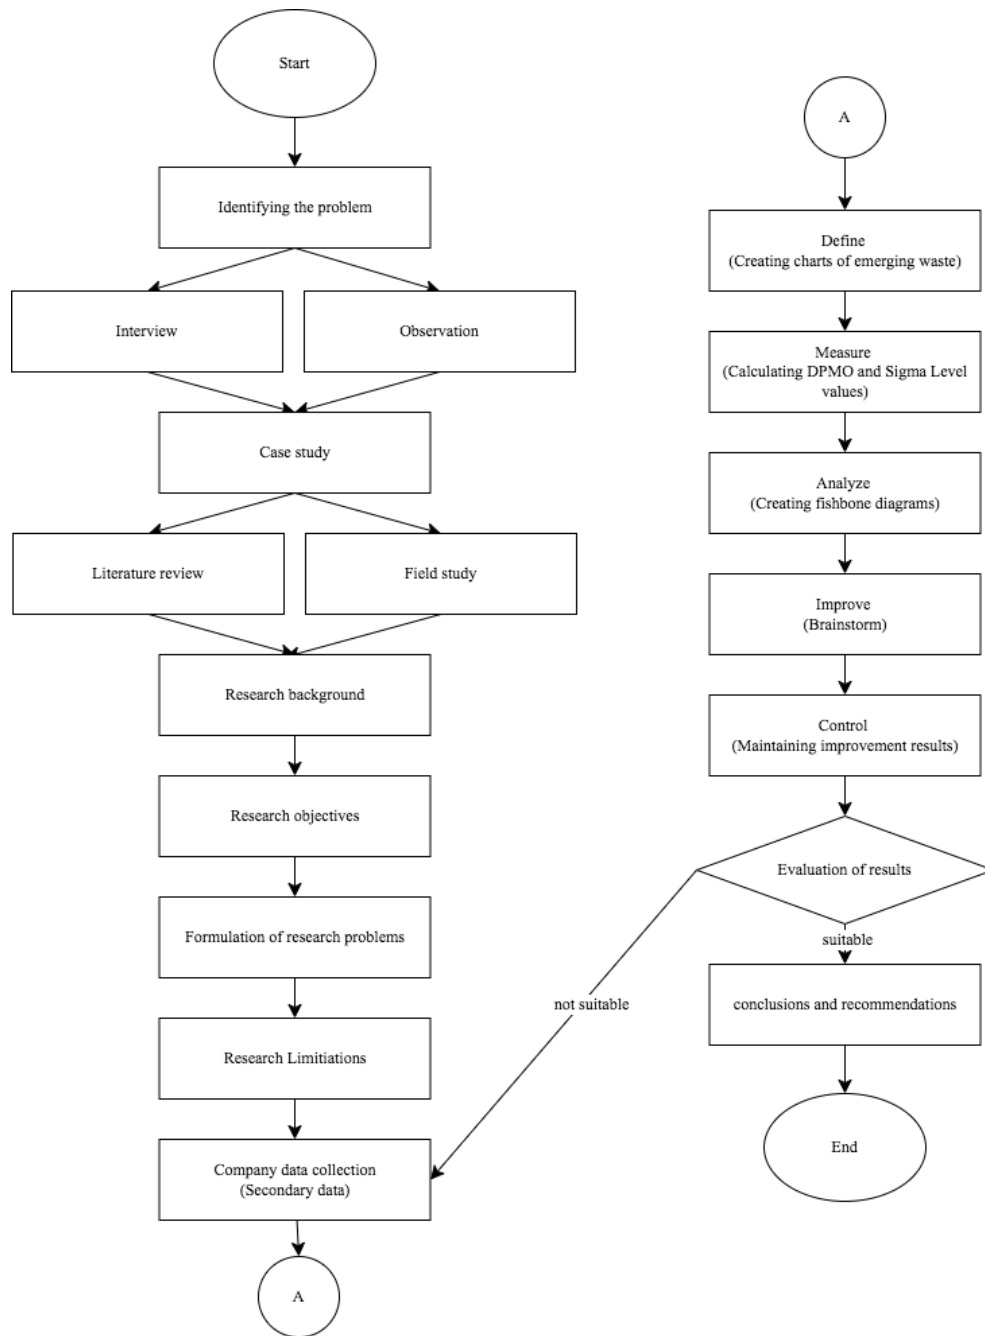 Start
Identifying the problem
Interview
Observation
Case study
Literature review
Field study
Research background
Research objectives
Formulation of research problems
Research Limitiations
Company data collection
(Secondary data)
A
A
Define
(Creating charts of emerging waste)
Measure
(Calculating DPMO and Sigma Level
values)
Analyze
(Creating fishbone diagrams)
Improve
(Brainstorm)
Control
(Maintaining improvement results)
Evaluation of results
suitable
not suitable
conclusions and recommendations
End